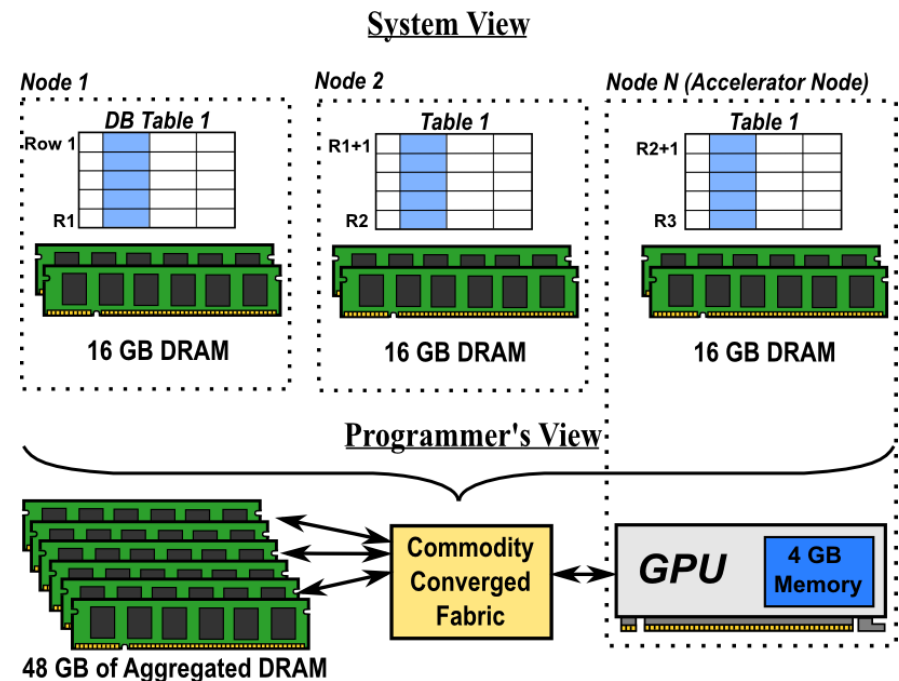 System View
Node 1
Node 2
Node N (Accelerator Node)
DB Table 1
Table 1
Table 1
Row 1
R1+1
R2+1
R1
R2
R3
16 GB DRAM
16 GB DRAM
16 GB DRAM
Programmer's View
Commodity
Converged
Fabric
GPU
4 GB
Memory
48 GB of Aggregated DRAM